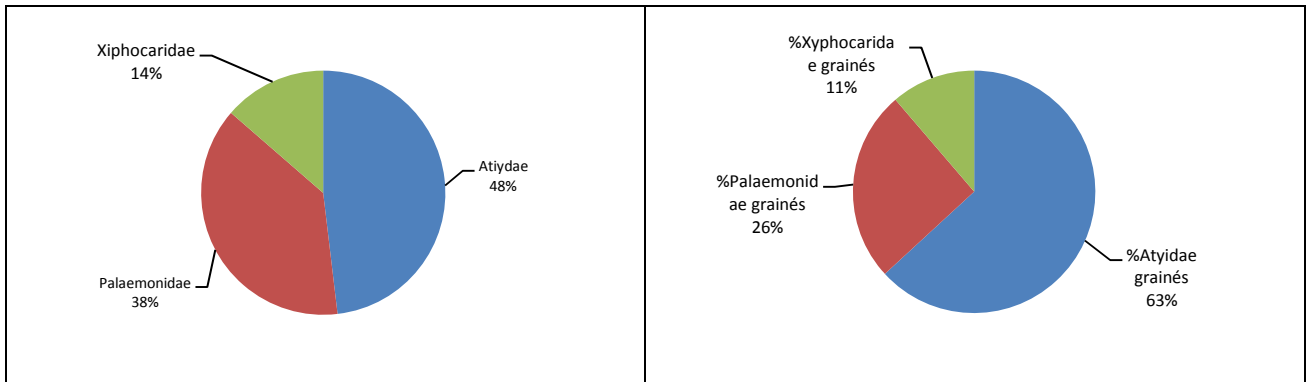 Xiphocaridae
14%
Atiydae
48%
Palaemonidae
38%
%Xyphocarida
e grainés
11%
%Palaemonid
ae grainés
26%
%Atyidae
grainés
63%